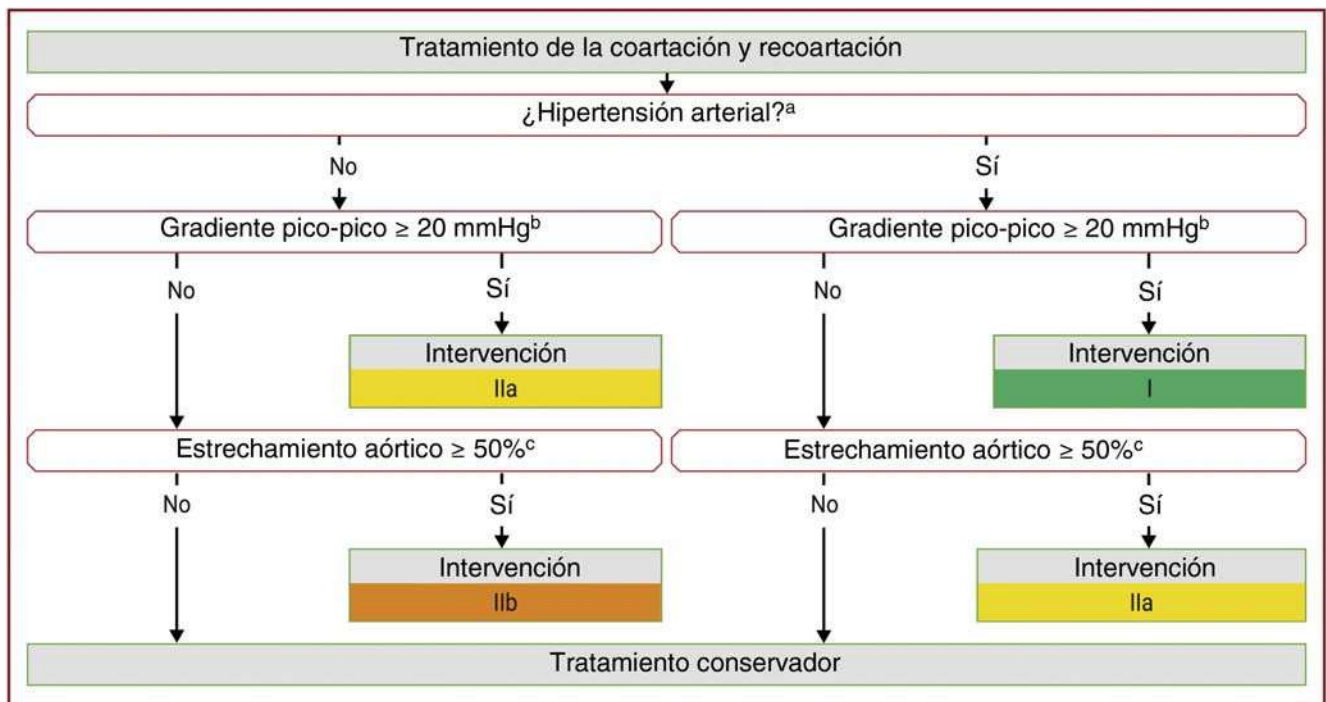 Tratamiento de la coartación y recoartación
¿Hipertensión arterial?ᵃ
No
Sí
Gradiente pico-pico ≥ 20 mmHgᵇ
Gradiente pico-pico ≥ 20 mmHgᵇ
No
Sí
No
Sí
Intervención
IIa
Intervención
I
Estrechamiento aórtico ≥ 50%ᶜ
Estrechamiento aórtico ≥ 50%ᶜ
No
Sí
No
Sí
Intervención
IIb
Intervención
IIa
Tratamiento conservador